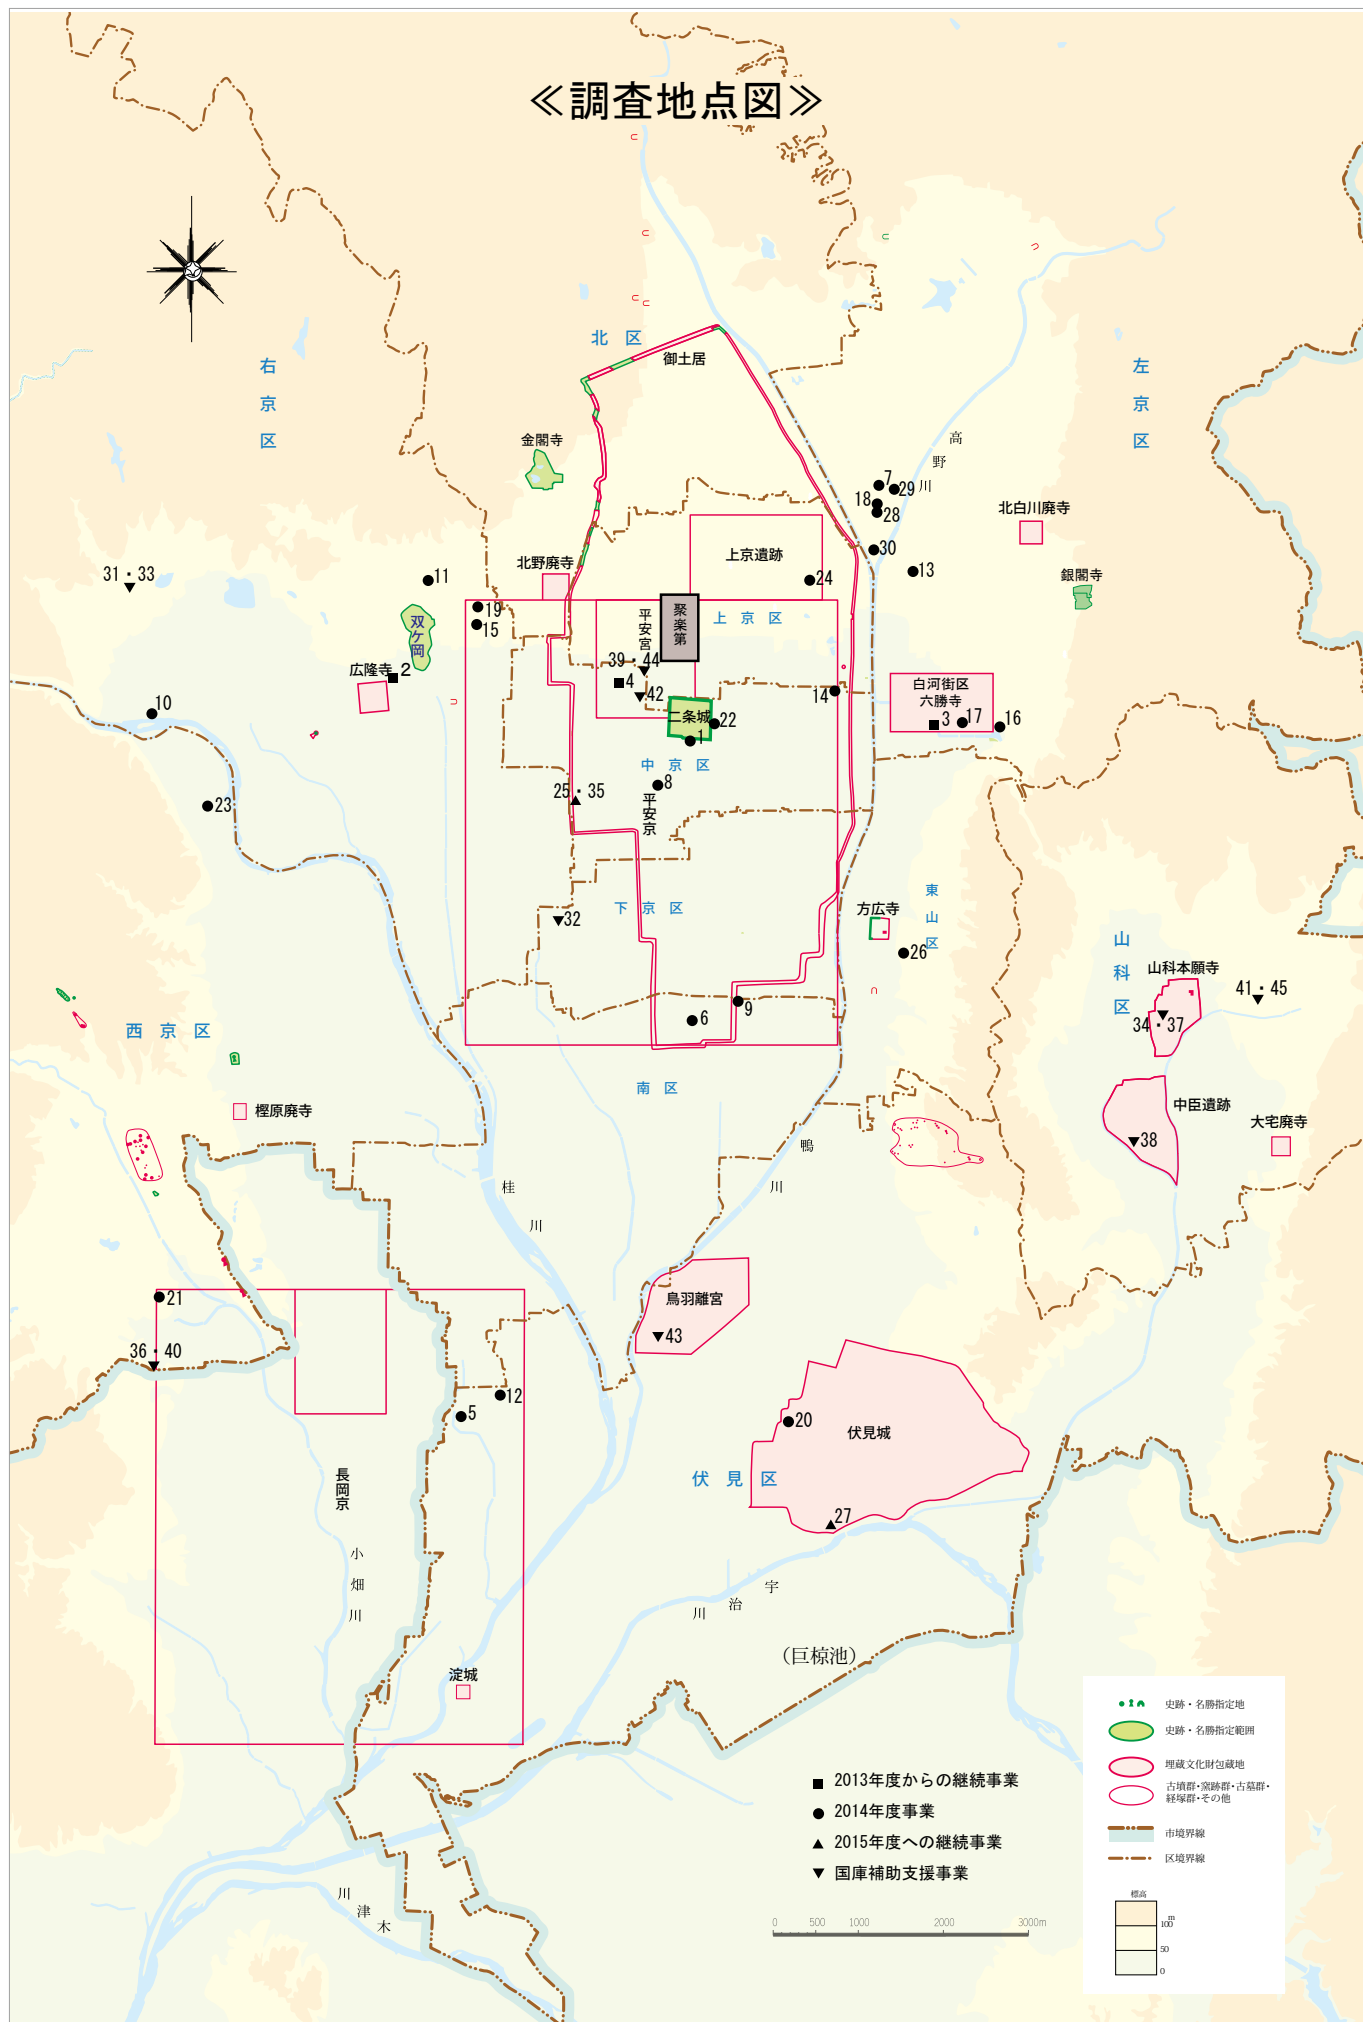 ≪調査地点図≫
北 区
御土居
右京区
左京区
金閣寺
高野川
7
29
18
28
北白川廃寺
30
上京遺跡
24
13
北野廃寺
銀閣寺
31・33
11
19
15
双ケ岡
平安宮
聚楽第
上 京 区
39・44
広隆寺
2
4
42
14
白河街区
六勝寺
3
17
16
10
二条城
22
1
中 京 区
8
25・35
平安京
23
下 京 区
32
方広寺
東山区
26
山科区
山科本願寺
41・45
34・37
9
6
西 京 区
南 区
樫原廃寺
中臣遺跡
38
大宅廃寺
鴨川
桂川
21
鳥羽離宮
43
36・40
12
5
20
伏見城
伏 見 区
長岡京
27
小畑川
宇治川
（巨椋池）
淀城
木津川
2013年度からの継続事業
2014年度事業
2015年度への継続事業
国庫補助支援事業
0 500 1000 2000 3000m
史跡・名勝指定地
史跡・名勝指定範囲
埋蔵文化財包蔵地
古墳群・窯跡群・古墓群・
経塚群・その他
市境界線
区境界線
標高
m
100
50
0